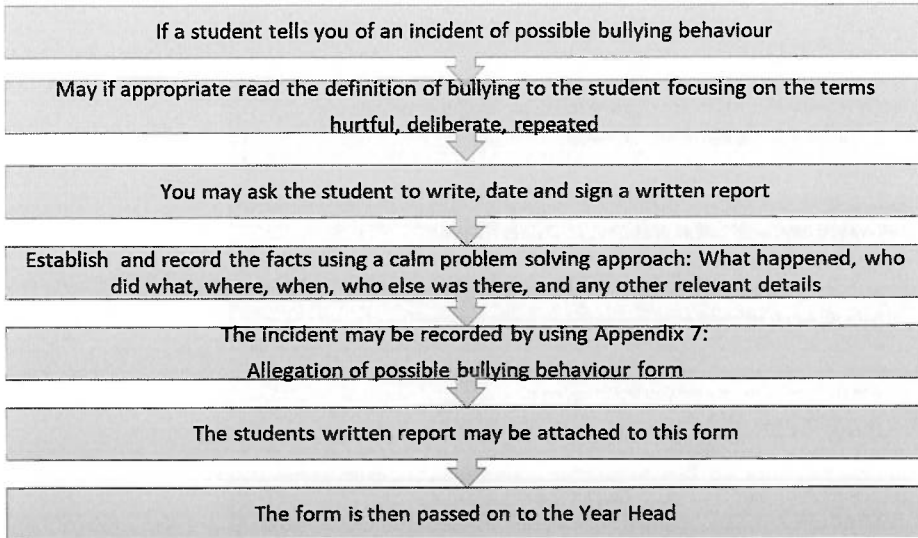 If a student tells you of an incident of possible bullying behaviour
May if appropriate read the definition of bullying to the student focusing on the terms
hurtful, deliberate, repeated
You may ask the student to write, date and sign a written report
Establish and record the facts using a calm problem solving approach: What happened, who
did what, where, when, who else was there, and any other relevant details
The incident may be recorded by using Appendix 7:
Allegation of possible bullying behaviour form
The students written report may be attached to this form
The form is then passed on to the Year Head